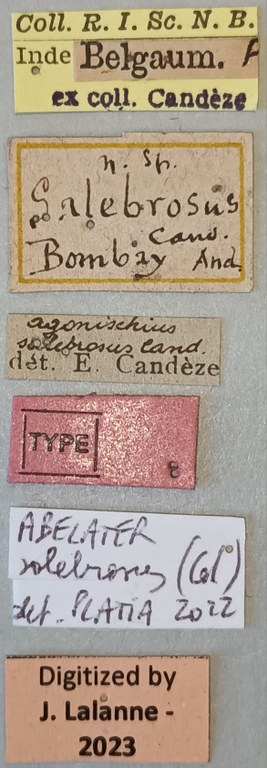 Coll. R. I. Sc. N. B.
Inde Belgaum. A
ex coll. Candèze
n. sp.
Salebrosus
Cand.
Bombay And.
agonischius
salebrosus Cand.
dét. E. Candèze
TYPE
ABELATER
salebrosus (Cd)
det. PLATIA 2022
Digitized by
J. Lalanne -
2023